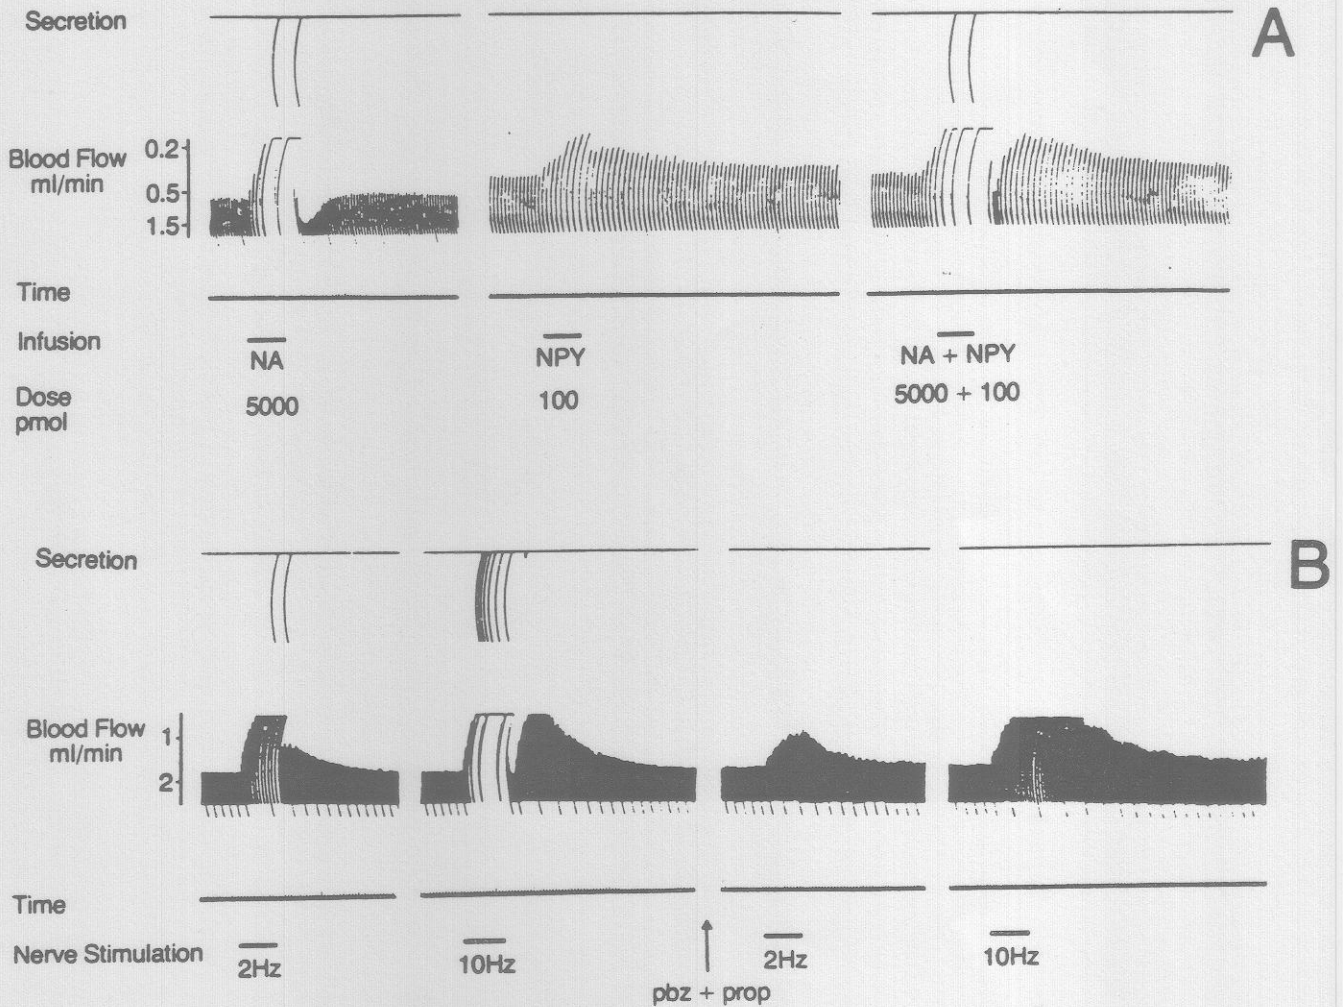 A
Secretion
Blood Flow
ml/min
0.2
0.5
1.5
Time
Infusion
NA
NPY
NA + NPY
Dose
pmol
5000
100
5000 + 100
B
Secretion
Blood Flow
ml/min
1
2
Time
Nerve Stimulation
2Hz
10Hz
2Hz
10Hz
pbz + prop